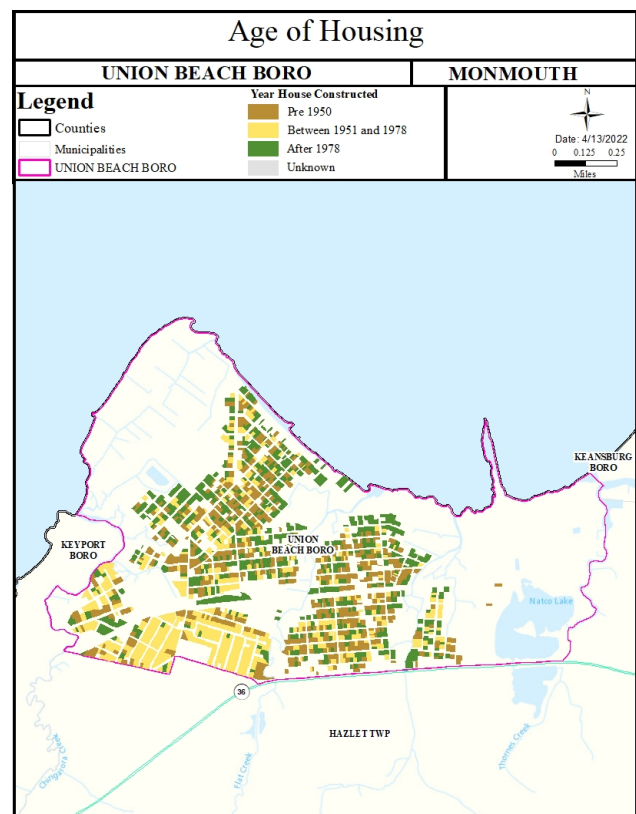 Age of Housing
UNION BEACH BORO
MONMOUTH
Legend
Counties
Municipalities
UNION BEACH BORO
Year House Constructed
Pre 1950
Between 1951 and 1978
After 1978
Unknown
N
Date: 4/13/2022
0 0.125 0.25
Miles
KEANSBURG
BORO
KEYPORT
BORO
UNION
BEACH BORO
Natco Lake
36
HAZLET TWP
Chingarora Creek
Flat Creek
Thornes Creek